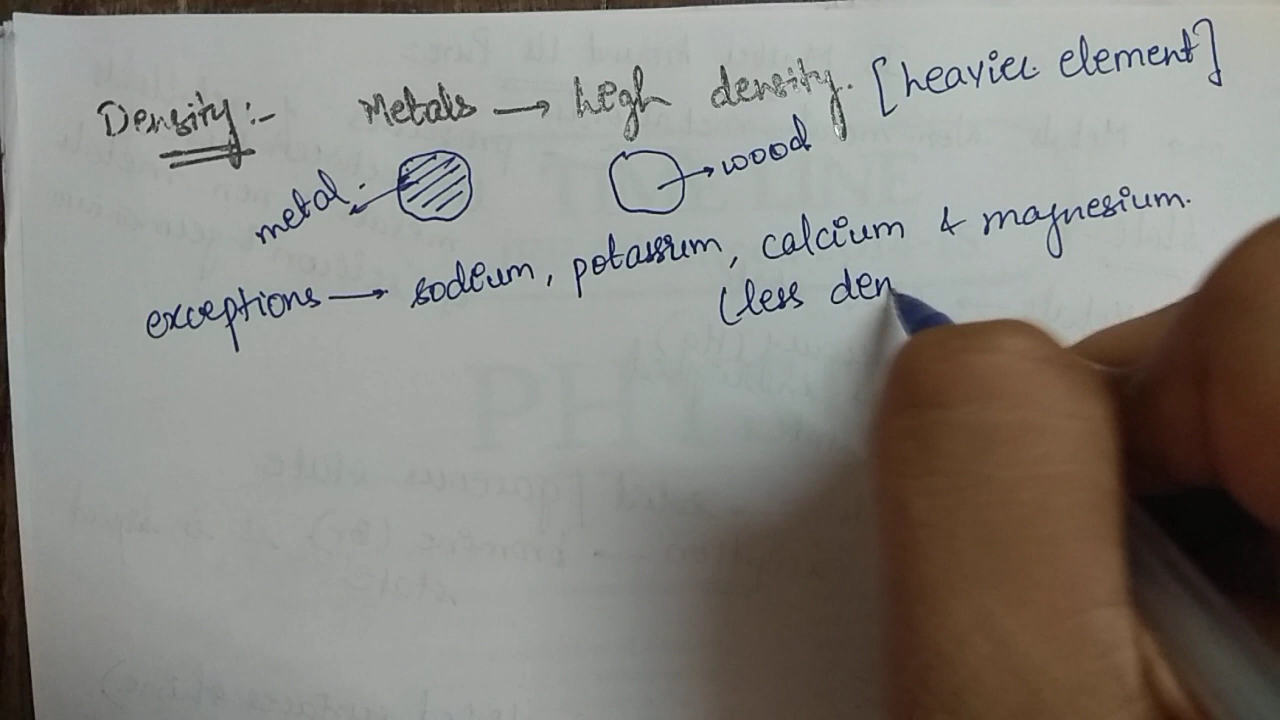 Density:- Metals → high density. [heavier element]
metal. → wood
exceptions → sodium, potassium, calcium & magnesium.
(less den